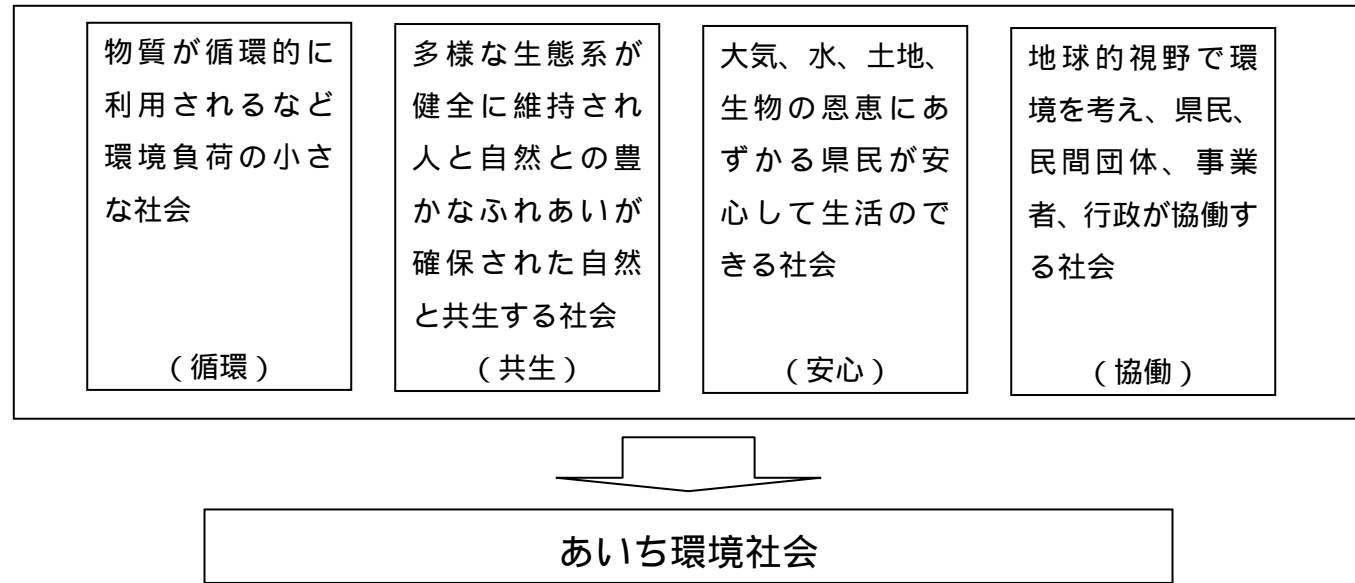 物質が循環的に
利用されるなど
環境負荷の小さ
な社会
（循環）
多様な生態系が
健全に維持され
人と自然との豊
かなふれあいが
確保された自然
と共生する社会
（共生）
大気、水、土地、
生物の恩恵にあ
ずかる県民が安
心して生活ので
きる社会
（安心）
地球的視野で環
境を考え、県民、
民間団体、事業
者、行政が協働す
る社会
（協働）
あいち環境社会